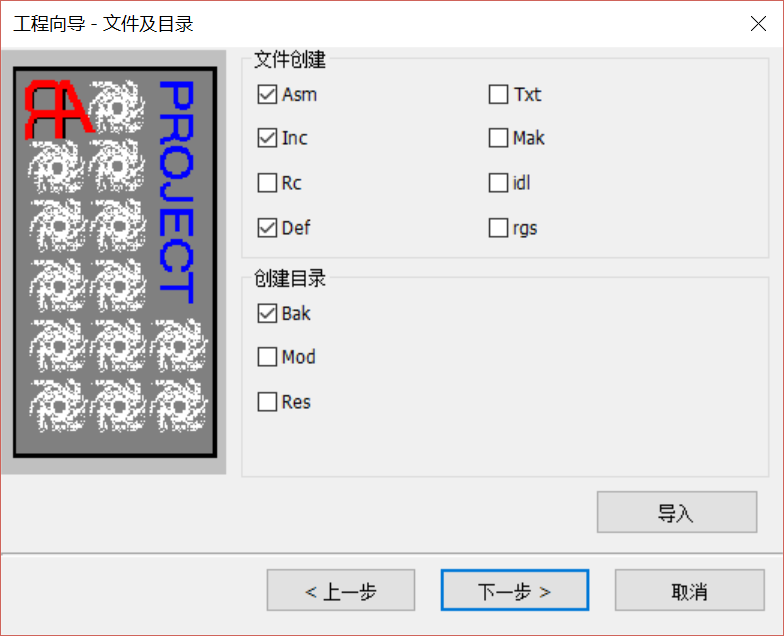 工程向导 - 文件及目录
RA
PROJECT
文件创建
Asm
Txt
Inc
Mak
Rc
idl
Def
rgs
创建目录
Bak
Mod
Res
导入
< 上一步
下一步 >
取消